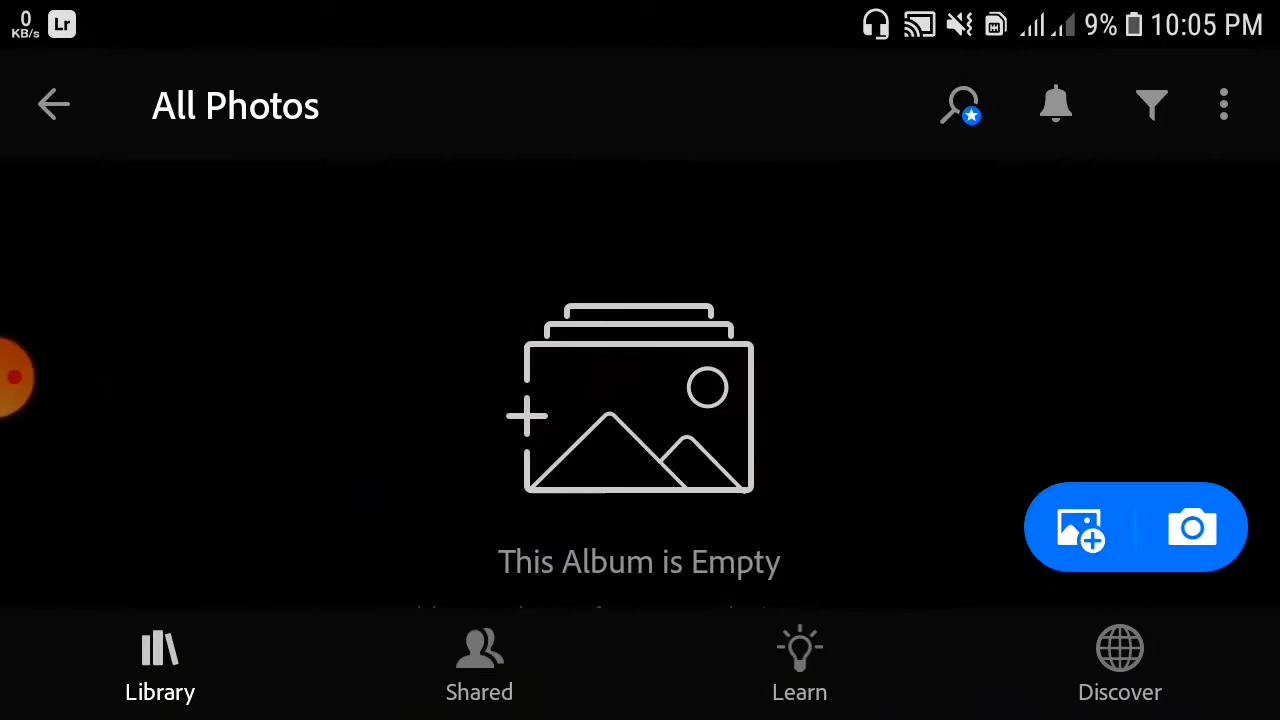 0
KB/s
Lr
9%
10:05 PM
All Photos
This Album is Empty
Library
Shared
Learn
Discover